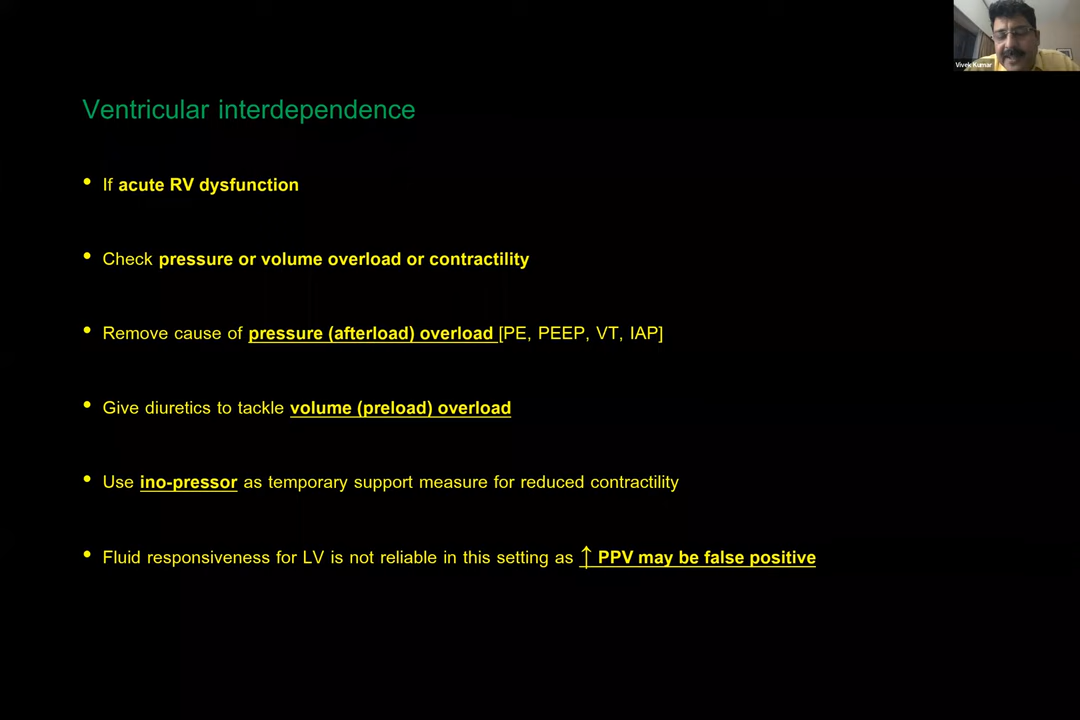 Vivek Kumar
Ventricular interdependence
• If acute RV dysfunction
• Check pressure or volume overload or contractility
• Remove cause of pressure (afterload) overload [PE, PEEP, VT, IAP]
• Give diuretics to tackle volume (preload) overload
• Use ino-pressor as temporary support measure for reduced contractility
• Fluid responsiveness for LV is not reliable in this setting as ↑ PPV may be false positive